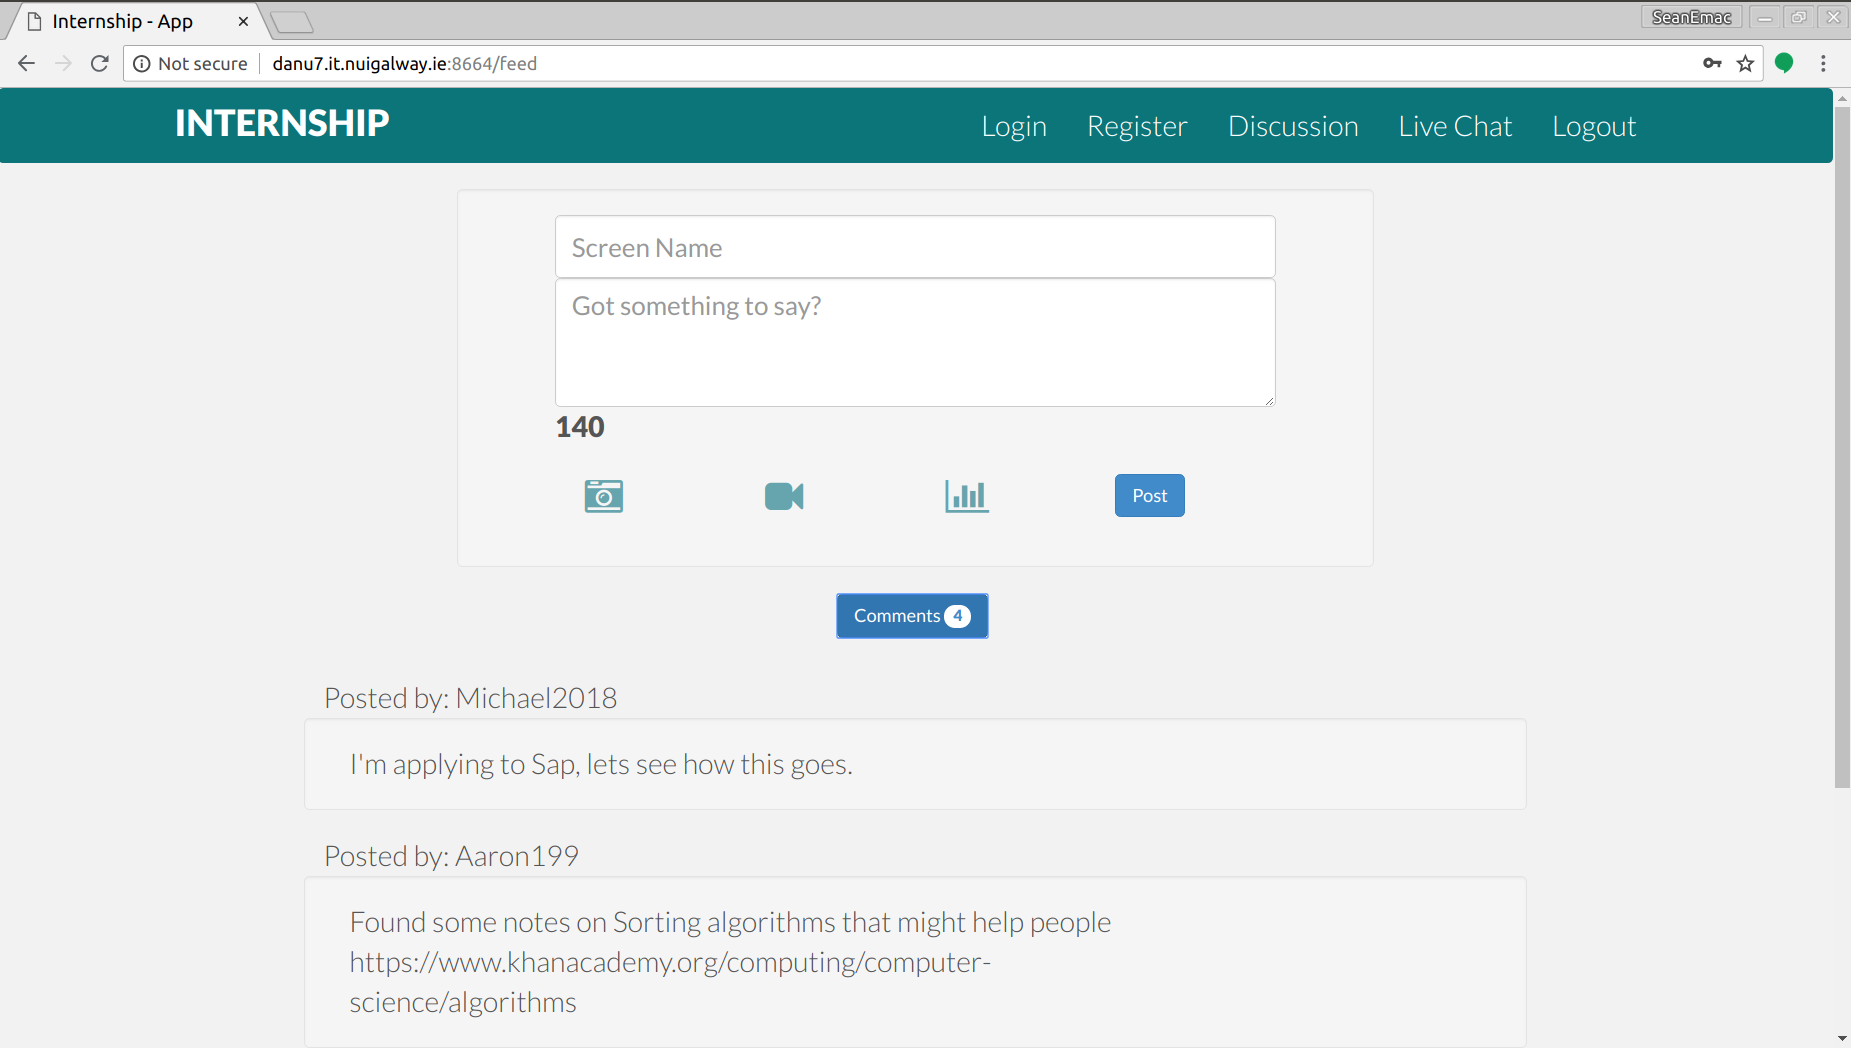 Internship - App
SeanEmac
Not secure
danu7.it.nuigalway.ie:8664/feed
INTERNSHIP
Login
Register
Discussion
Live Chat
Logout
Screen Name
Got something to say?
140
Post
Comments 4
Posted by: Michael2018
I'm applying to Sap, lets see how this goes.
Posted by: Aaron199
Found some notes on Sorting algorithms that might help people
https://www.khanacademy.org/computing/computer-
science/algorithms